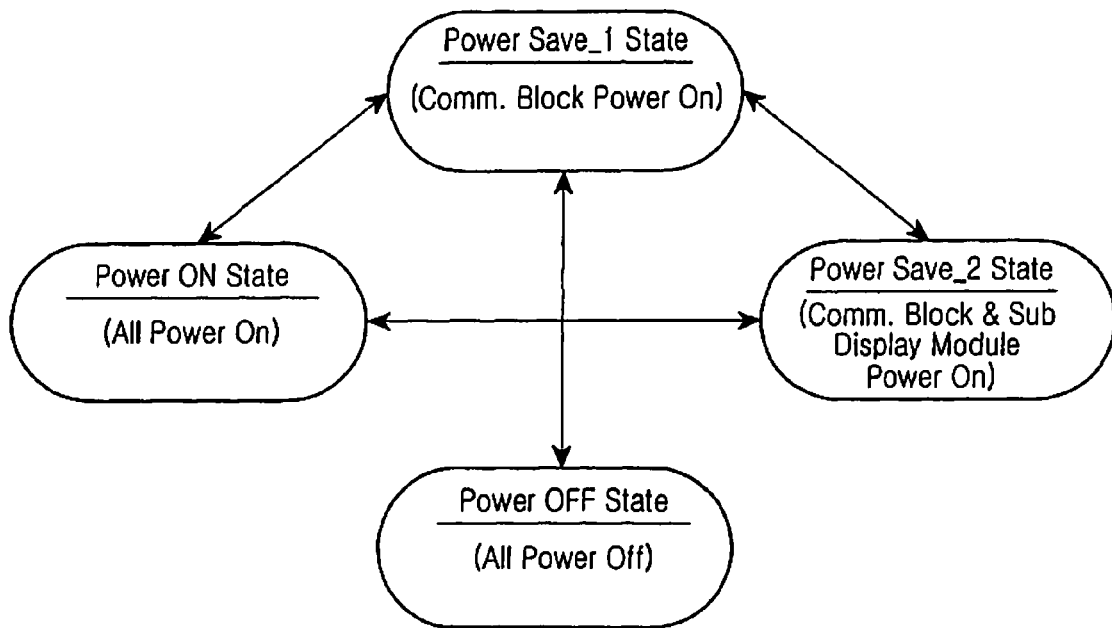 Power Save_1 State
(Comm. Block Power On)
Power ON State
(All Power On)
Power Save_2 State
(Comm. Block & Sub
Display Module
Power On)
Power OFF State
(All Power Off)